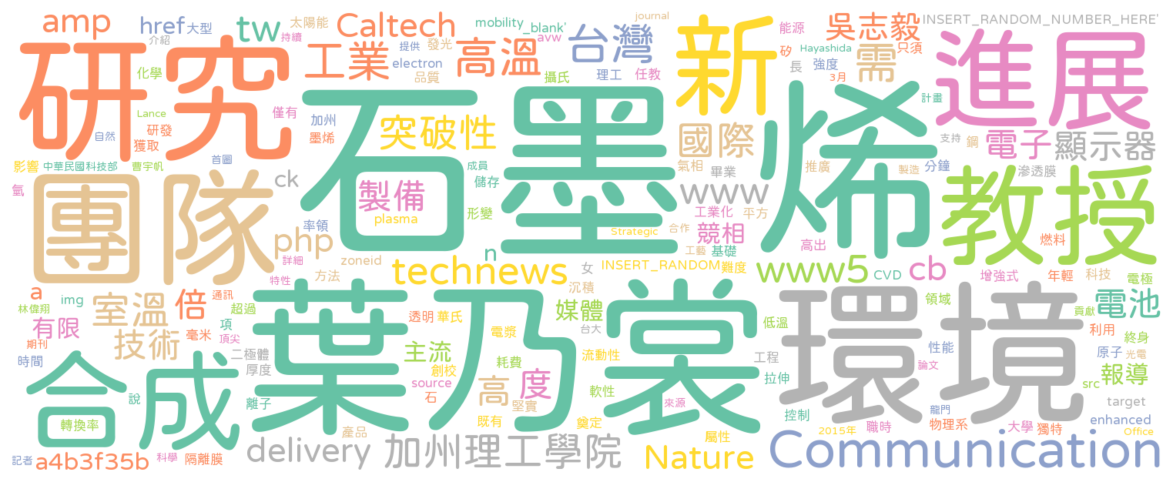 amp
href
大型
tw
太陽能
Caltech
mobility
_blank'
journal
能源
吳志毅
INSERT_RANDOM_NUMBER_HERE'
持續
介紹
提供
發光
avw
台灣
矽
Hayashida
只須
工業
高溫
electron
理工
新
長
強度
需
進展
研究
化學
品質
攝氏
任教
3月
Lance
僅有
加州
石墨烯
計畫
自然
研發
獲取
墨烯
突破性
國際
電子
顯示器
支持
鋼
影響
中華民國科技部
曹宇帆
首圖
成員
氣相
畢業
推廣
製造
分鐘
滲透膜
氫
團隊
ck
製備
儲存
www
教授
率領
plasma
形變
工業化
平方
php
Strategic
合作
競相
高出
燃料
詳細
zoneid
n
工藝
基礎
特性
方法
technews
女
INSERT_RANDOM
難度
www5
CVD
cb
增強式
年輕
科技
電極
a
img
室溫
倍
通訊
沉積
媒體
領域
電池
林偉翔
超過
透明
華氏
葉乃裳
低溫
環境
貢獻
有限
技術
項
毫米
頂尖
電漿
台大
利用
終身
期刊
時間
二極體
厚度
主流
耗費
流動性
工程
性能
原子
光電
創校
論文
報導
合成
說
離子
source
高
度
軟性
拉伸
src
石
堅實
來源
target
轉換率
產品
既有
奠定
屬性
控制
2015年
職時
龍門
物理系
大學
獨特
enhanced
Office
記者
a4b3f35b
科學
隔離膜
delivery
加州理工學院
Nature
Communication